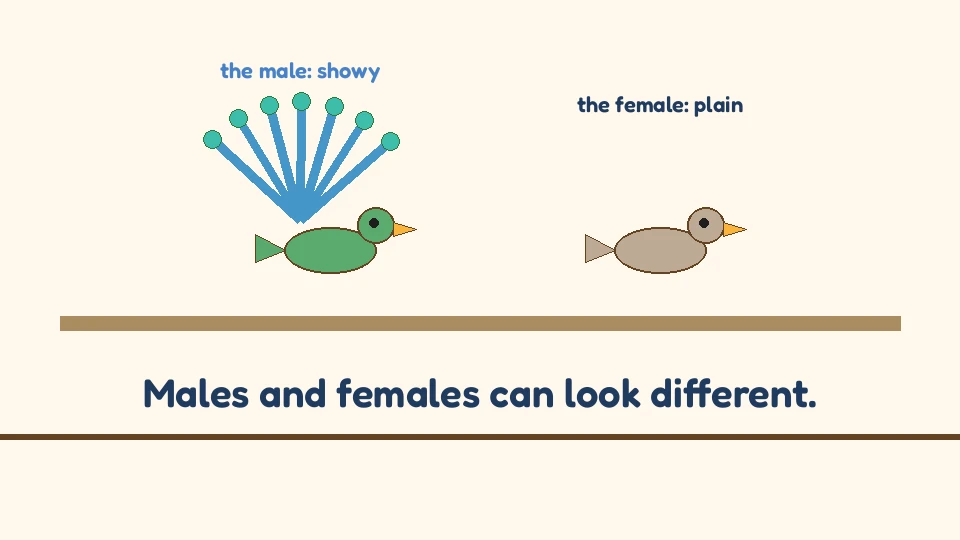 the male: showy
the female: plain
Males and females can look different.